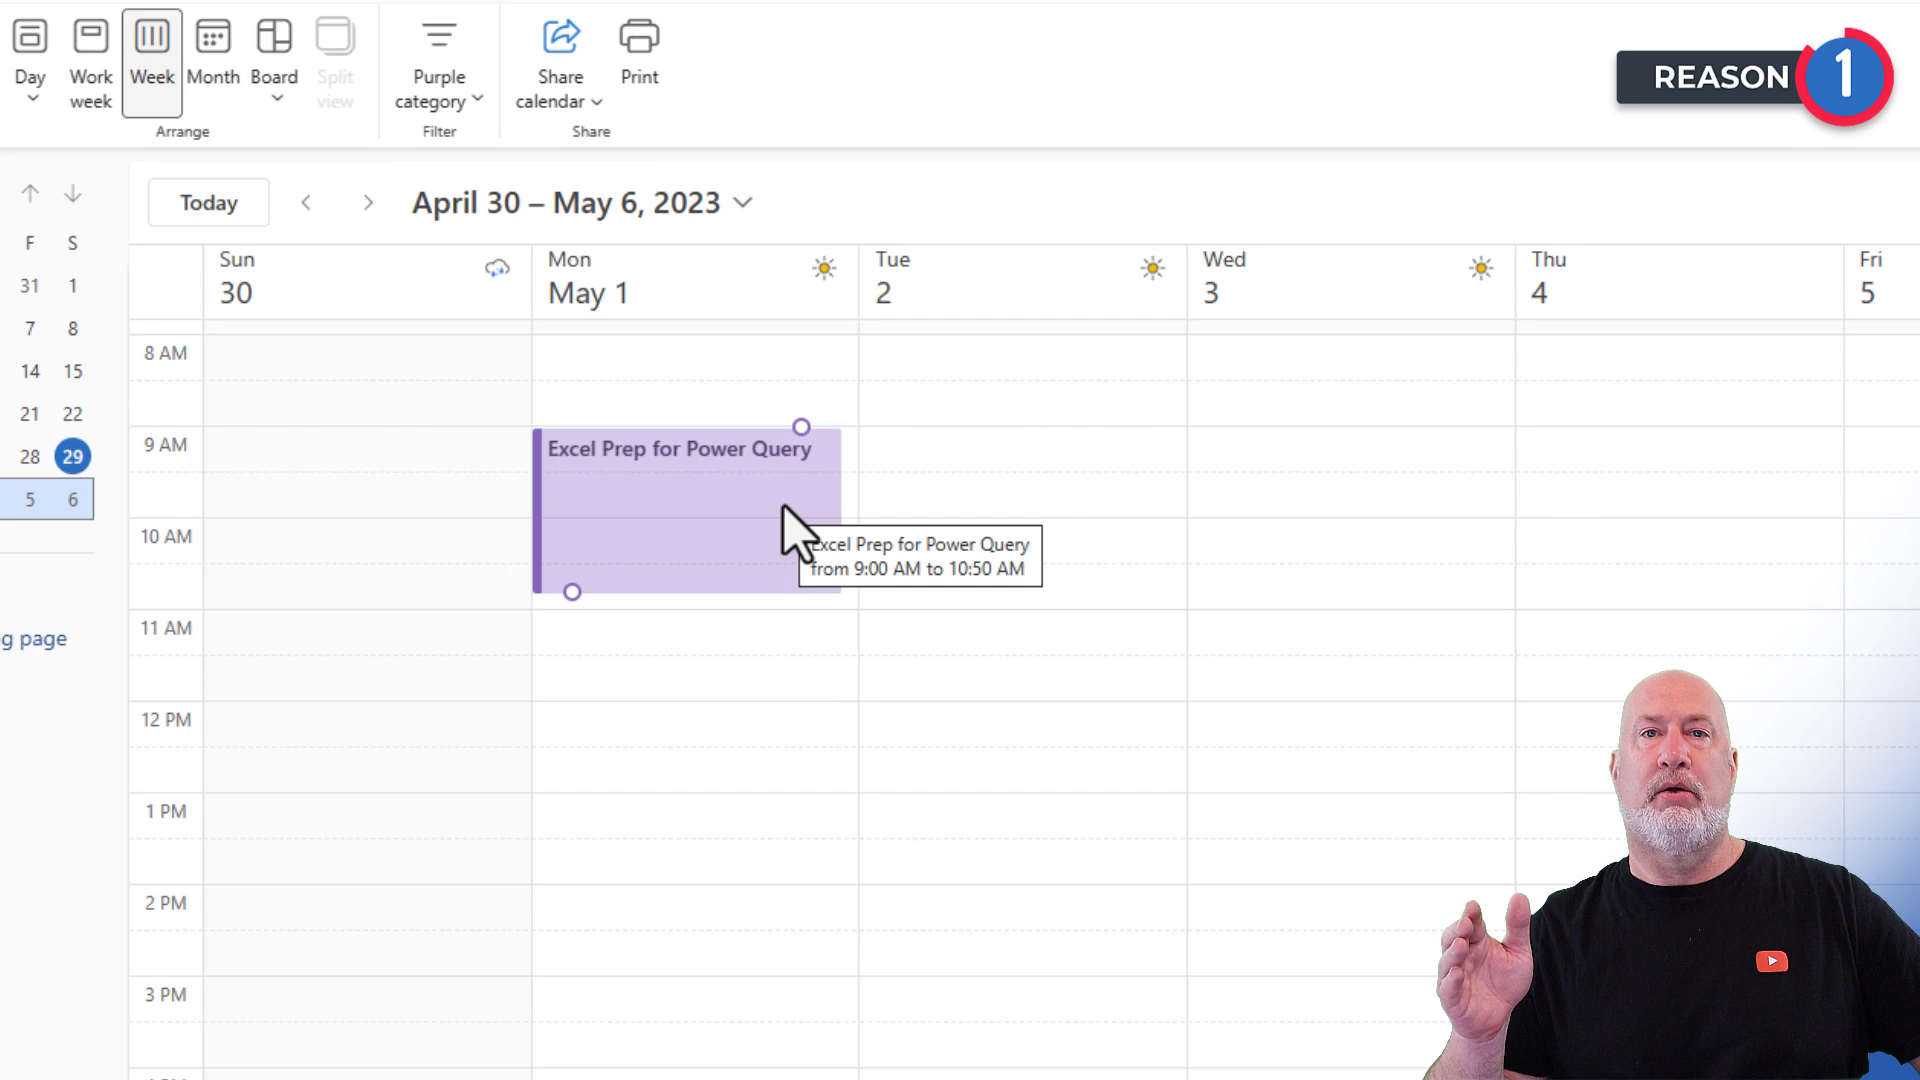 Day
Work
week
Week
Month
Board
Split
view
Arrange
Purple
category
Filter
Share
calendar
Print
Share
REASON 1
Today
April 30 – May 6, 2023
F S
31 1
7 8
14 15
21 22
28 29
5 6
g page
Sun
30
Mon
May 1
Tue
2
Wed
3
Thu
4
Fri
5
8 AM
9 AM
10 AM
11 AM
12 PM
1 PM
2 PM
3 PM
Excel Prep for Power Query
Excel Prep for Power Query
from 9:00 AM to 10:50 AM